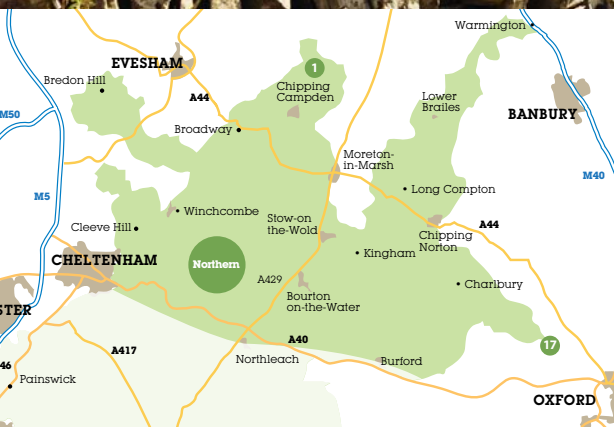 Warmington
EVESHAM
1
Bredon Hill
Chipping
Campden
A44
Lower
Brailes
M50
BANBURY
Broadway
Moreton-
in-Marsh
M40
M5
Long Compton
Winchcombe
Stow-on
the-Wold
A44
Cleeve Hill
Chipping
Norton
CHELTENHAM
Kingham
Northern
A429
Charlbury
Bourton
on-the-Water
STER
A40
17
A417
Northleach
Burford
46
Painswick
OXFORD